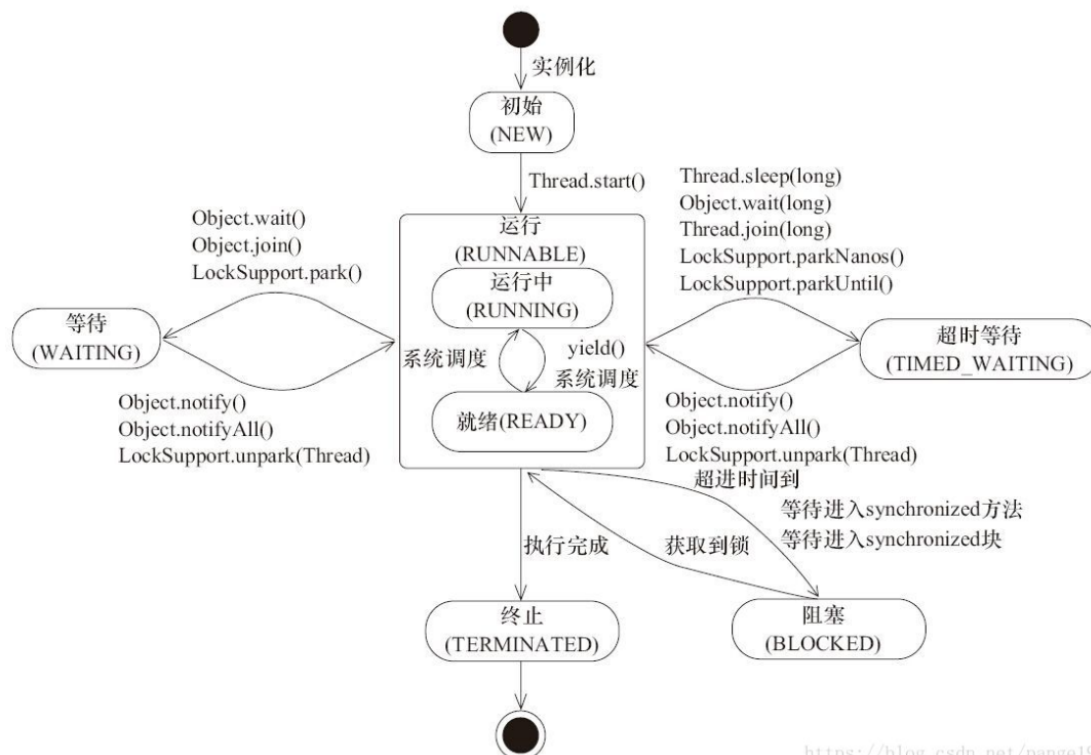 实例化
初始
(NEW)
Thread.start()
Object.wait()
Object.join()
LockSupport.park()
Thread.sleep(long)
Object.wait(long)
Thread.join(long)
LockSupport.parkNanos()
LockSupport.parkUntil()
运行
(RUNNABLE)
运行中
(RUNNING)
等待
(WAITING)
系统调度
yield()
系统调度
超时等待
(TIMED_WAITING)
就绪(READY)
Object.notify()
Object.notifyAll()
LockSupport.unpark(Thread)
Object.notify()
Object.notifyAll()
LockSupport.unpark(Thread)
超进时间到
等待进入synchronized方法
等待进入synchronized块
执行完成
获取到锁
终止
(TERMINATED)
阻塞
(BLOCKED)